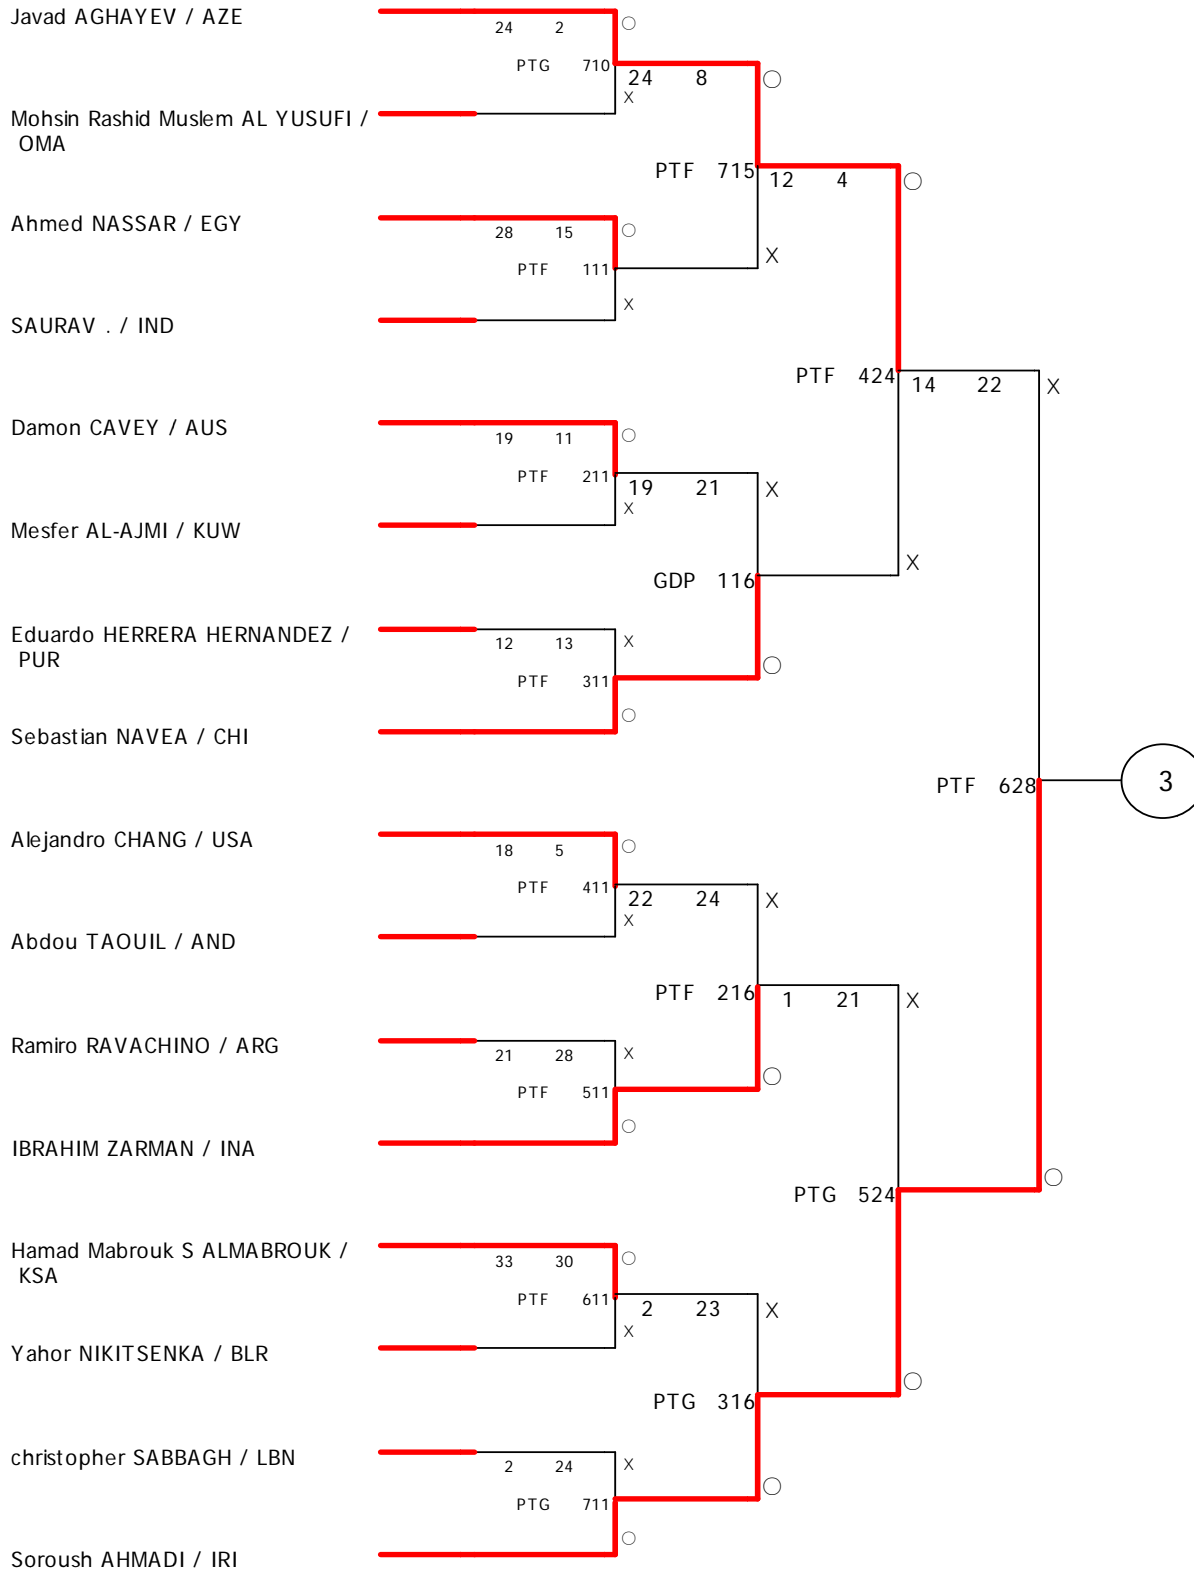 Javad AGHAYEV / AZE
24 2
PTG 710
24 8
X
Mohsin Rashid Muslem AL YUSUFI /
OMA
PTF 715
12 4
Ahmed NASSAR / EGY
28 15
PTF 111
X
X
SAURAV . / IND
PTF 424
14 22
X
Damon CAVEY / AUS
19 11
PTF 211
19 21
X
X
Mesfer AL-AJMI / KUW
X
GDP 116
Eduardo HERRERA HERNANDEZ /
PUR
12 13
X
PTF 311
Sebastian NAVEA / CHI
PTF 628
3
Alejandro CHANG / USA
18 5
PTF 411
22 24
X
X
Abdou TAOUIL / AND
PTF 216
1 21
X
Ramiro RAVACHINO / ARG
21 28
X
PTF 511
IBRAHIM ZARMAN / INA
PTG 524
Hamad Mabrouk S ALMABROUK /
KSA
33 30
PTF 611
2 23
X
X
Yahor NIKITSENKA / BLR
PTG 316
christopher SABBAGH / LBN
2 24
X
PTG 711
Soroush AHMADI / IRI